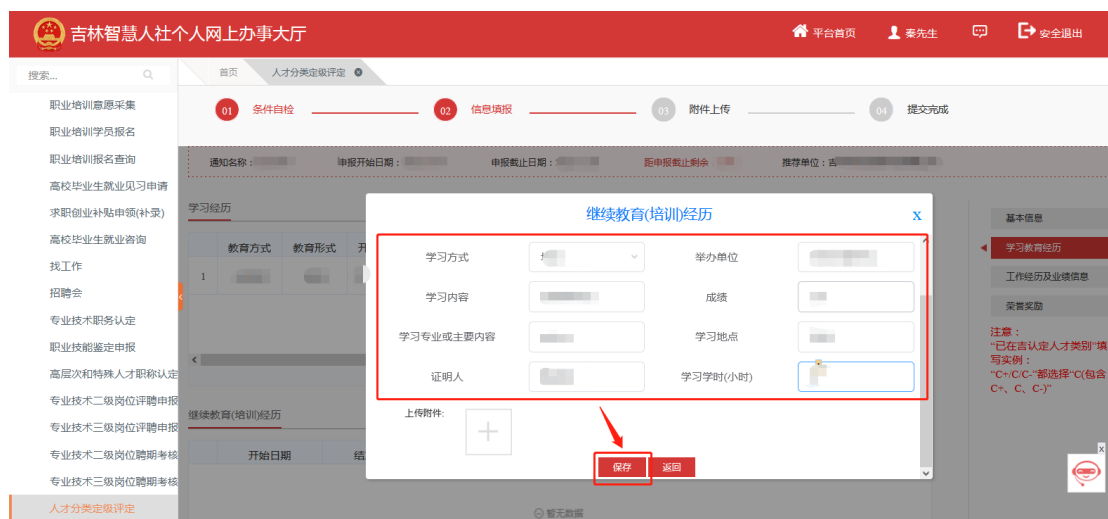 吉林智慧人社个人网上办事大厅
平台首页
秦先生
安全退出
搜索...
首页
人才分类定级评定
职业培训意愿采集
职业培训学员报名
职业培训报名查询
高校毕业生就业见习申请
求职创业补贴申领(补录)
高校毕业生就业咨询
找工作
招聘会
专业技术职务认定
职业技能鉴定申报
高层次和特殊人才职称认定
专业技术二级岗位评聘申报
专业技术三级岗位评聘申报
专业技术二级岗位聘期考核
专业技术三级岗位聘期考核
人才分类定级评定
01 条件自检
02 信息填报
03 附件上传
04 提交完成
通知名称：
申报开始日期：
申报截止日期：
距申报截止剩余
推荐单位：吉
学习经历
教育方式 教育形式 开
1
继续教育(培训)经历
开始日期 结
暂无数据
继续教育(培训)经历
x
学习方式
举办单位
学习内容
成绩
学习专业或主要内容
学习地点
证明人
学习学时(小时)
上传附件:
保存
返回
基本信息
学习教育经历
工作经历及业绩信息
荣誉奖励
注意：
“已在吉认定人才类别”填
写实例：
“C+/C/C-”都选择“C(包含
C+、C、C-)”
x